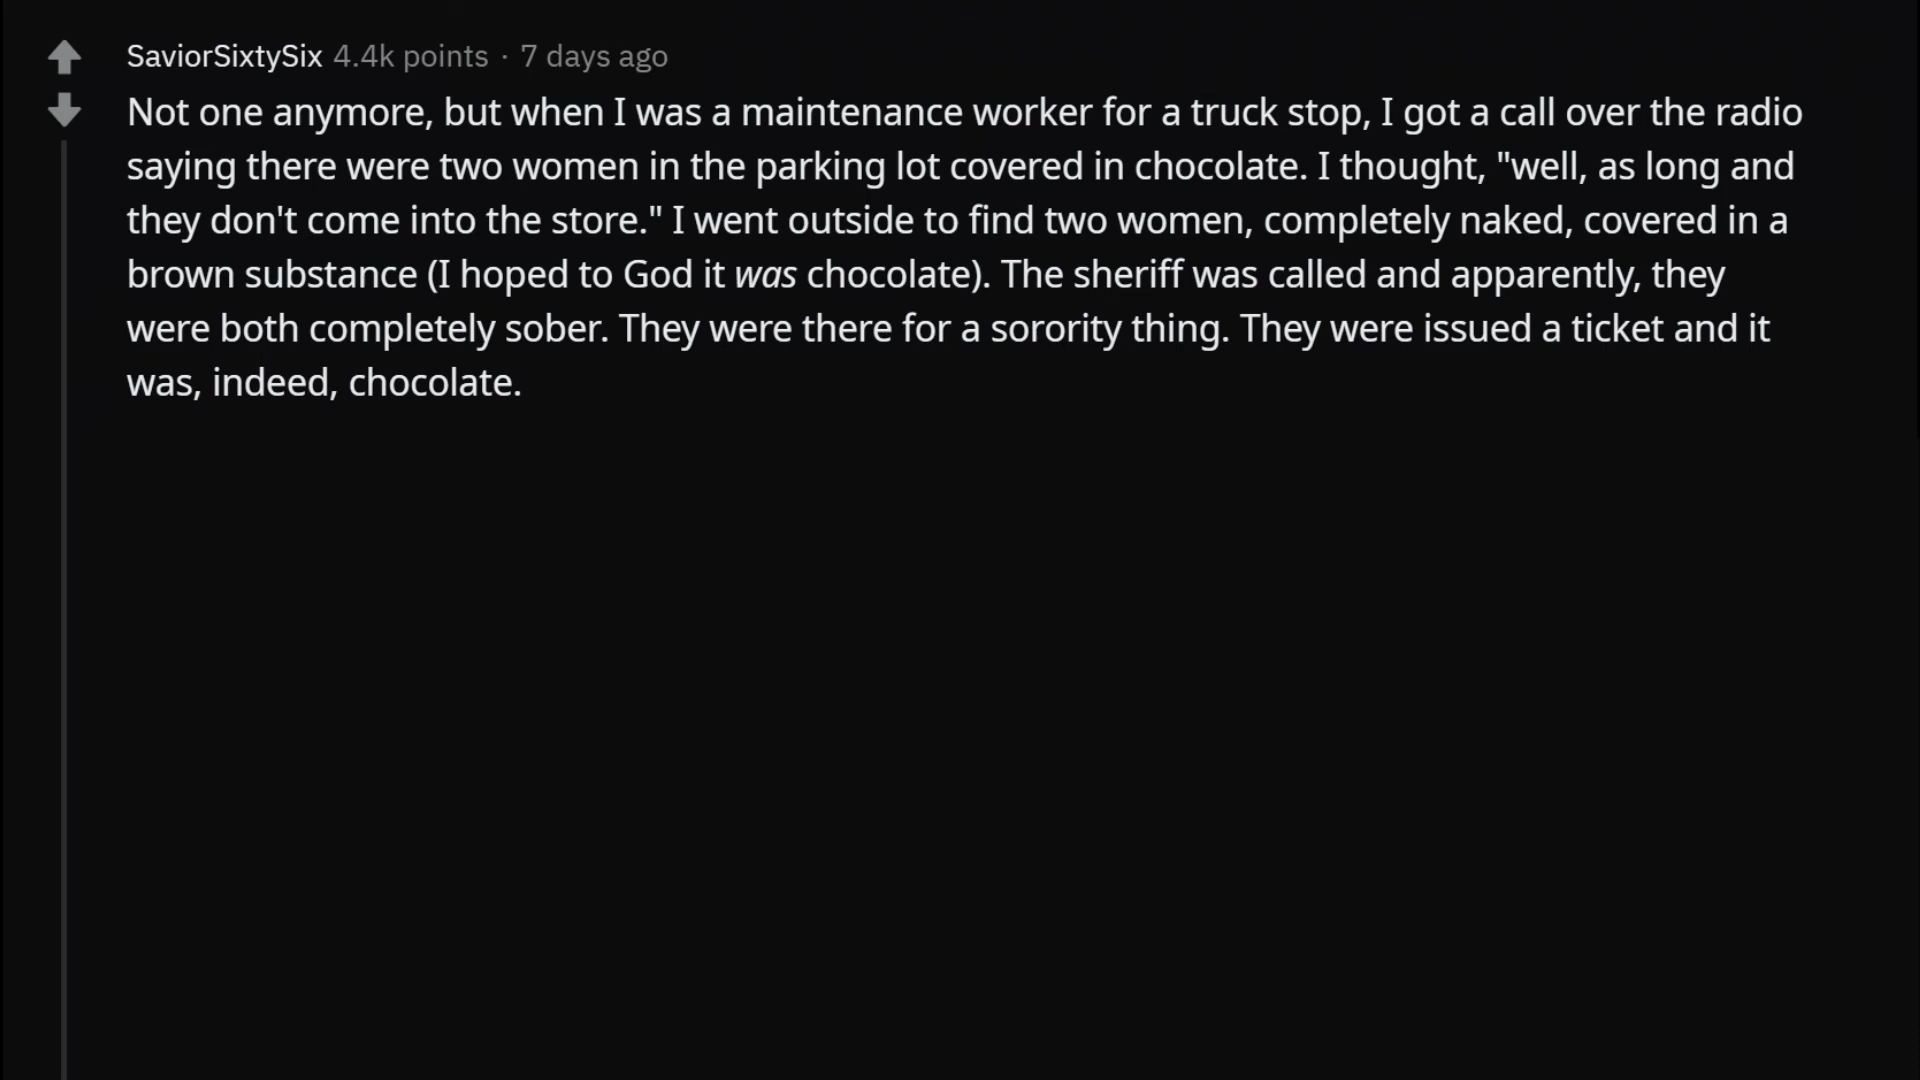 SaviorSixtySix 4.4k points · 7 days ago
Not one anymore, but when I was a maintenance worker for a truck stop, I got a call over the radio
saying there were two women in the parking lot covered in chocolate. I thought, "well, as long and
they don't come into the store." I went outside to find two women, completely naked, covered in a
brown substance (I hoped to God it was chocolate). The sheriff was called and apparently, they
were both completely sober. They were there for a sorority thing. They were issued a ticket and it
was, indeed, chocolate.